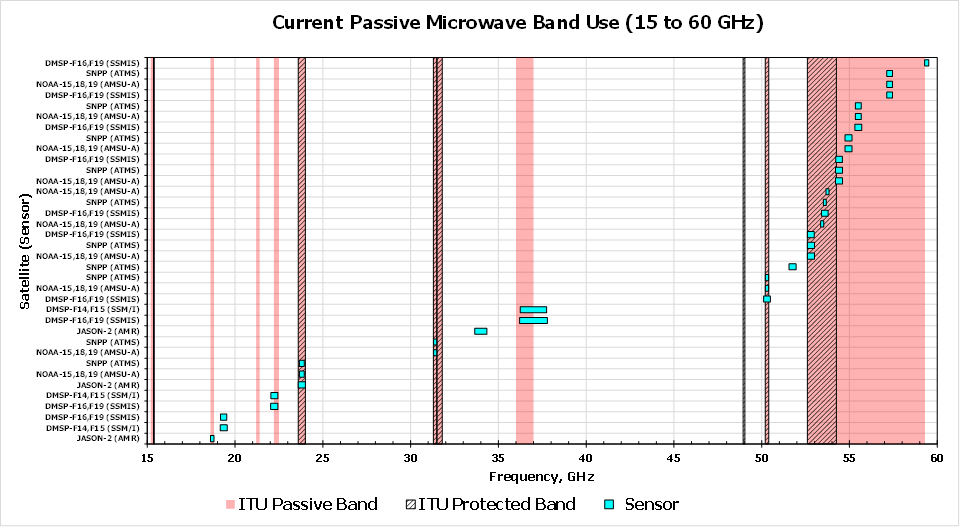 Current Passive Microwave Band Use (15 to 60 GHz)
Satellite (Sensor)
DMSP-F16,F19 (SSMIS)
SNPP (ATMS)
NOAA-15,18,19 (AMSU-A)
DMSP-F16,F19 (SSMIS)
SNPP (ATMS)
NOAA-15,18,19 (AMSU-A)
DMSP-F16,F19 (SSMIS)
SNPP (ATMS)
NOAA-15,18,19 (AMSU-A)
DMSP-F16,F19 (SSMIS)
SNPP (ATMS)
NOAA-15,18,19 (AMSU-A)
NOAA-15,18,19 (AMSU-A)
SNPP (ATMS)
DMSP-F16,F19 (SSMIS)
NOAA-15,18,19 (AMSU-A)
DMSP-F16,F19 (SSMIS)
SNPP (ATMS)
NOAA-15,18,19 (AMSU-A)
SNPP (ATMS)
SNPP (ATMS)
NOAA-15,18,19 (AMSU-A)
DMSP-F16,F19 (SSMIS)
DMSP-F14,F15 (SSM/I)
DMSP-F16,F19 (SSMIS)
JASON-2 (AMR)
SNPP (ATMS)
NOAA-15,18,19 (AMSU-A)
SNPP (ATMS)
NOAA-15,18,19 (AMSU-A)
JASON-2 (AMR)
DMSP-F14,F15 (SSM/I)
DMSP-F16,F19 (SSMIS)
DMSP-F16,F19 (SSMIS)
DMSP-F14,F15 (SSM/I)
JASON-2 (AMR)
15 20 25 30 35 40 45 50 55 60
Frequency, GHz
ITU Passive Band ITU Protected Band Sensor